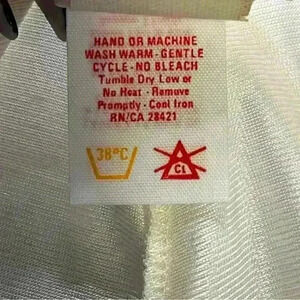 HAND OR MACHINE
WASH WARM - GENTLE
CYCLE - NO BLEACH
Tumble Dry Low or
No Heat - Remove
Promptly - Cool Iron
RN/CA 28421
38°C
CL